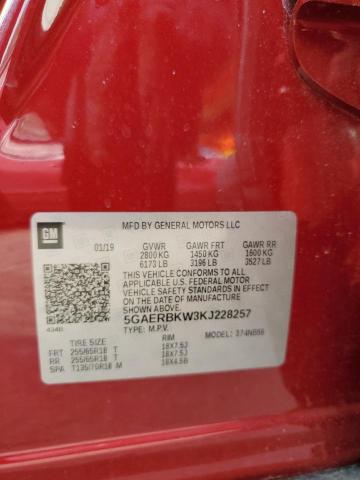 GM
MFD BY GENERAL MOTORS LLC
01/19 GVWR GAWR FRT GAWR RR
2800 KG 1450 KG 1600 KG
6173 LB 3196 LB 3527 LB
THIS VEHICLE CONFORMS TO ALL
APPLICABLE U.S. FEDERAL MOTOR
VEHICLE SAFETY STANDARDS IN EFFECT
ON THE DATE OF MANUFACTURE
SHOWN ABOVE.
5GAERBKW3KJ228257
TYPE: M.P.V.
MODEL:
434B
TIRE SIZE RIM
FRT 255/65R18 T 18X7.5J
RR 255/65R18 T 18X7.5J
SPA T135/70R18 M 18X4.5B